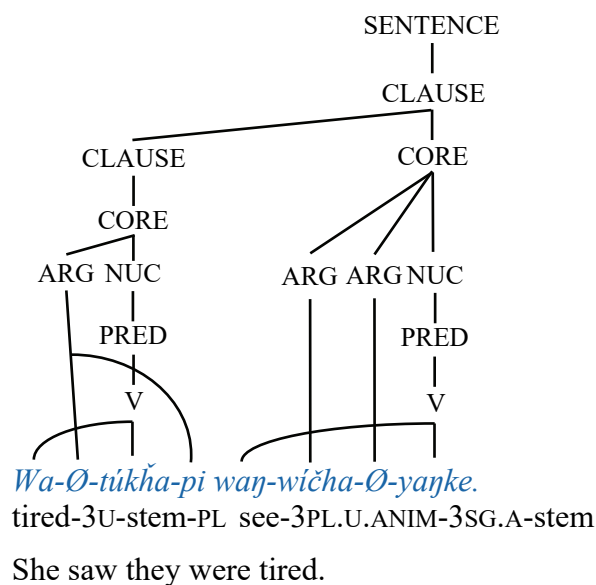 SENTENCE
CLAUSE
CLAUSE CORE
CORE
ARG NUC ARG ARG NUC
PRED PRED
V V
Wa-Ø-túkȟa-pi waŋ-wíčha-Ø-yaŋke.
tired-3U-stem-PL see-3PL.U.ANIM-3SG.A-stem
She saw they were tired.